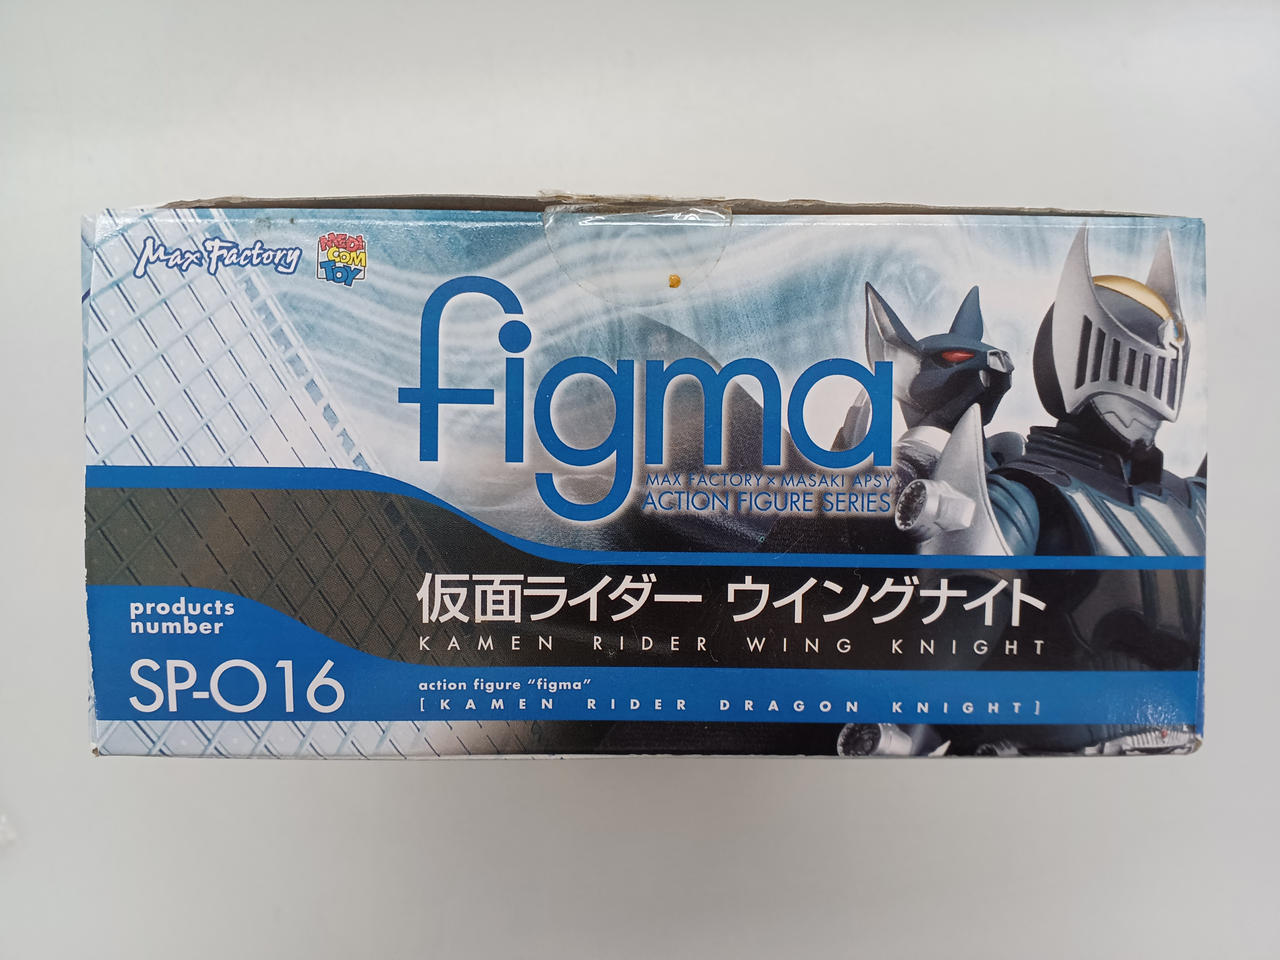 Max Factory
MEDI
COM
TOY
figma
MAX FACTORY × MASAKI APSY
ACTION FIGURE SERIES
仮面ライダー ウイングナイト
KAMEN RIDER WING KNIGHT
products
number
SP-016
action figure "figma"
[KAMEN RIDER DRAGON KNIGHT]